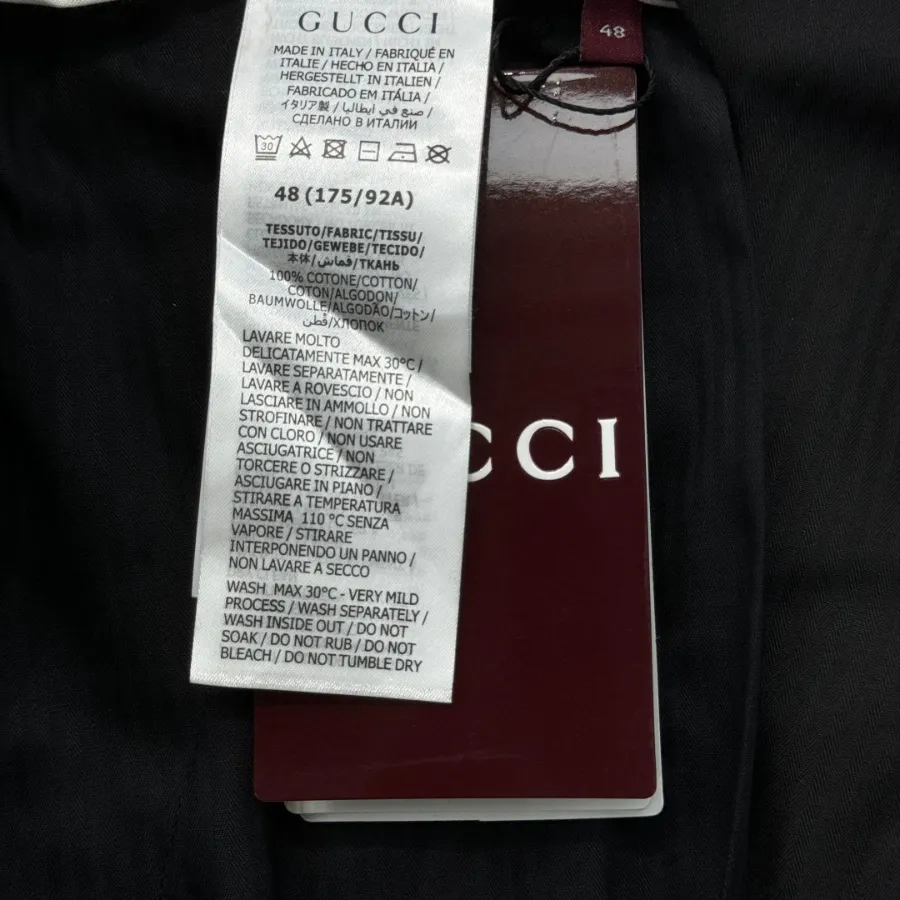 GUCCI
MADE IN ITALY / FABRIQUÉ EN
ITALIE / HECHO EN ITALIA /
HERGESTELLT IN ITALIEN /
FABRICADO EM ITÁLIA /
イタリア製 / صنع في ايطاليا /
СДЕЛАНО В ИТАЛИИ
30
48 (175/92A)
TESSUTO/FABRIC/TISSU/
TEJIDO/GEWEBE/TECIDO/
本体/قماش/ТКАНЬ
100% COTONE/COTTON/
COTON/ALGODON/
BAUMWOLLE/ALGODÃO/コットン/
قطن/ХЛОПОК
LAVARE MOLTO
DELICATAMENTE MAX 30°C /
LAVARE SEPARATAMENTE /
LAVARE A ROVESCIO / NON
LASCIARE IN AMMOLLO / NON
STROFINARE / NON TRATTARE
CON CLORO / NON USARE
ASCIUGATRICE / NON
TORCERE O STRIZZARE /
ASCIUGARE IN PIANO /
STIRARE A TEMPERATURA
MASSIMA 110 °C SENZA
VAPORE / STIRARE
INTERPONENDO UN PANNO /
NON LAVARE A SECCO
WASH MAX 30°C - VERY MILD
PROCESS / WASH SEPARATELY /
WASH INSIDE OUT / DO NOT
SOAK / DO NOT RUB / DO NOT
BLEACH / DO NOT TUMBLE DRY
48
CCI